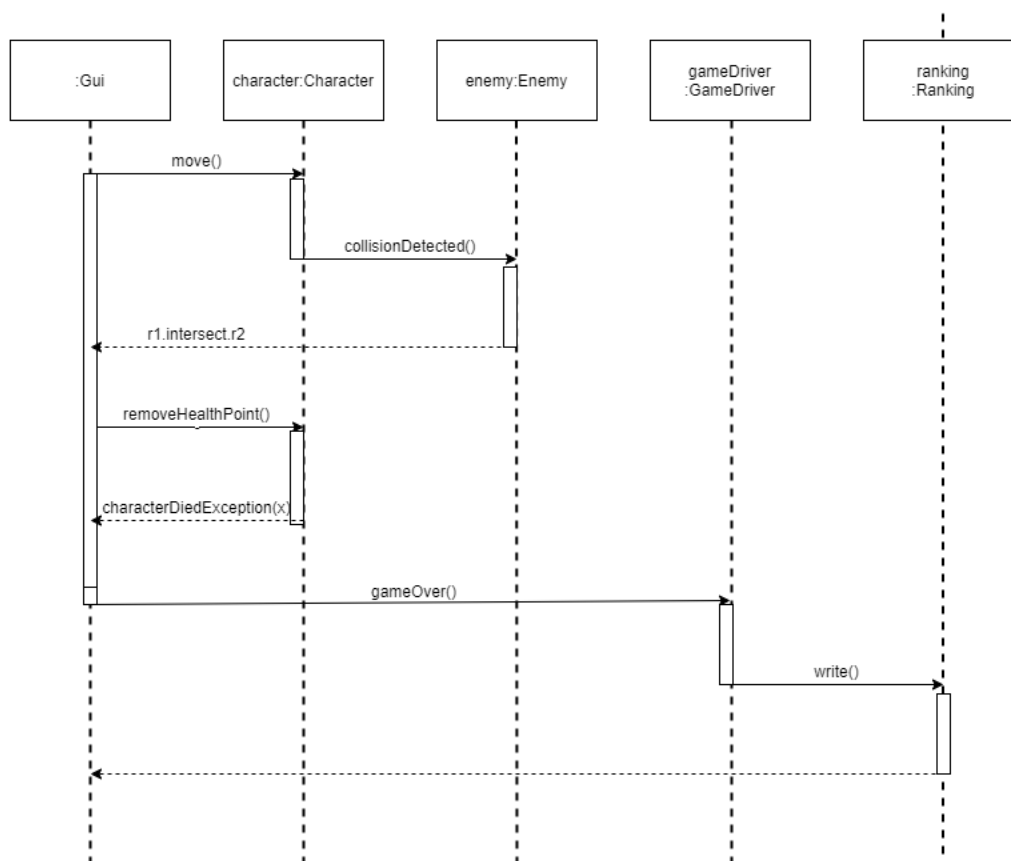 :Gui
character:Character
enemy:Enemy
gameDriver
:GameDriver
ranking
:Ranking
move()
collisionDetected()
r1.intersect.r2
removeHealthPoint()
characterDiedException(x)
gameOver()
write()